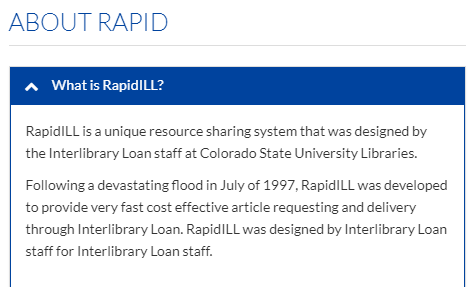 ABOUT RAPID
What is RapidILL?
RapidILL is a unique resource sharing system that was designed by
the Interlibrary Loan staff at Colorado State University Libraries.
Following a devastating flood in July of 1997, RapidILL was developed
to provide very fast cost effective article requesting and delivery
through Interlibrary Loan. RapidILL was designed by Interlibrary Loan
staff for Interlibrary Loan staff.